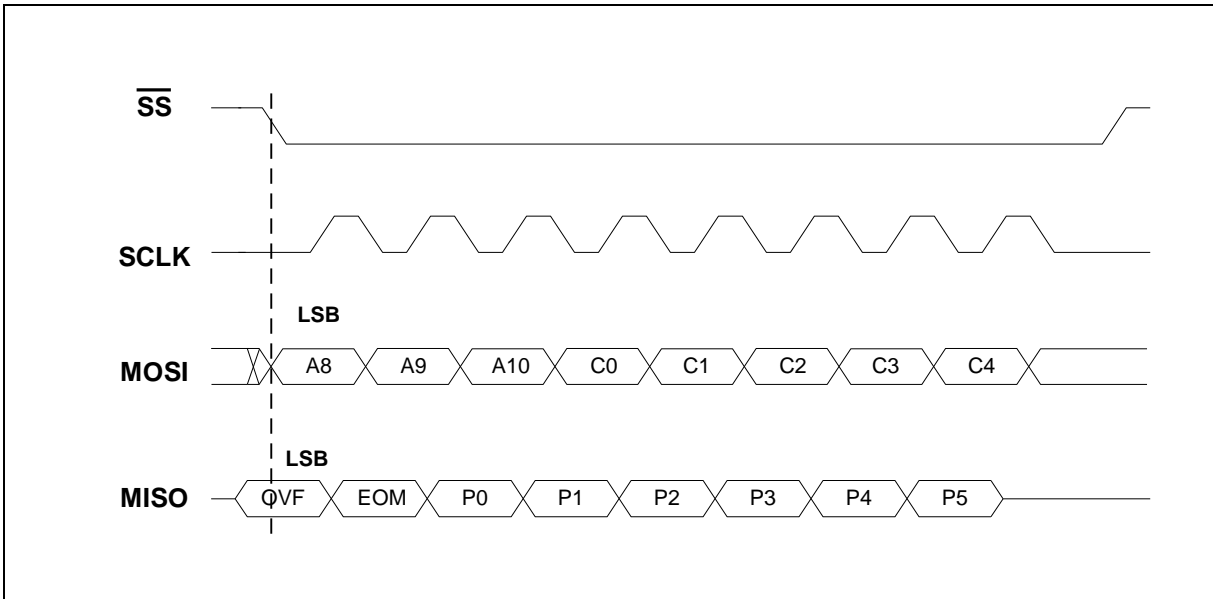 SS
SCLK
LSB
MOSI A8 A9 A10 C0 C1 C2 C3 C4
LSB
MISO OVF EOM P0 P1 P2 P3 P4 P5